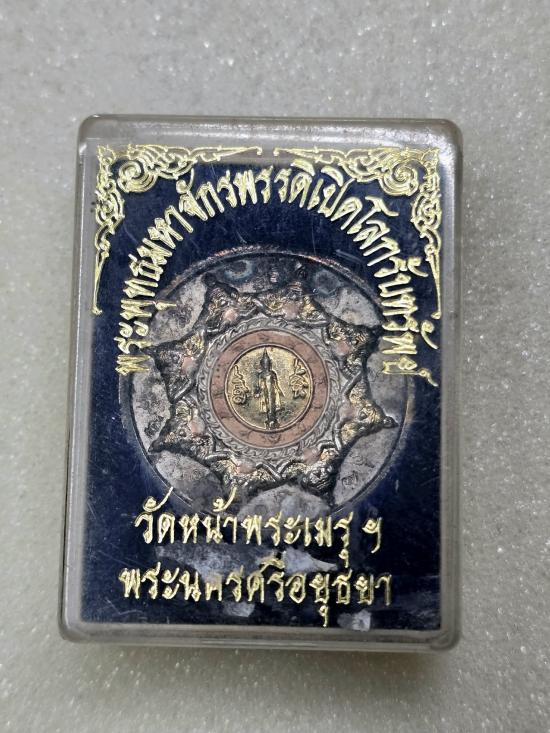 พระพุทธมหาจักรพรรดิเปิดโลกรับทรัพย์
วัดหน้าพระเมรุ ฯ
พระนครศรีอยุธยา